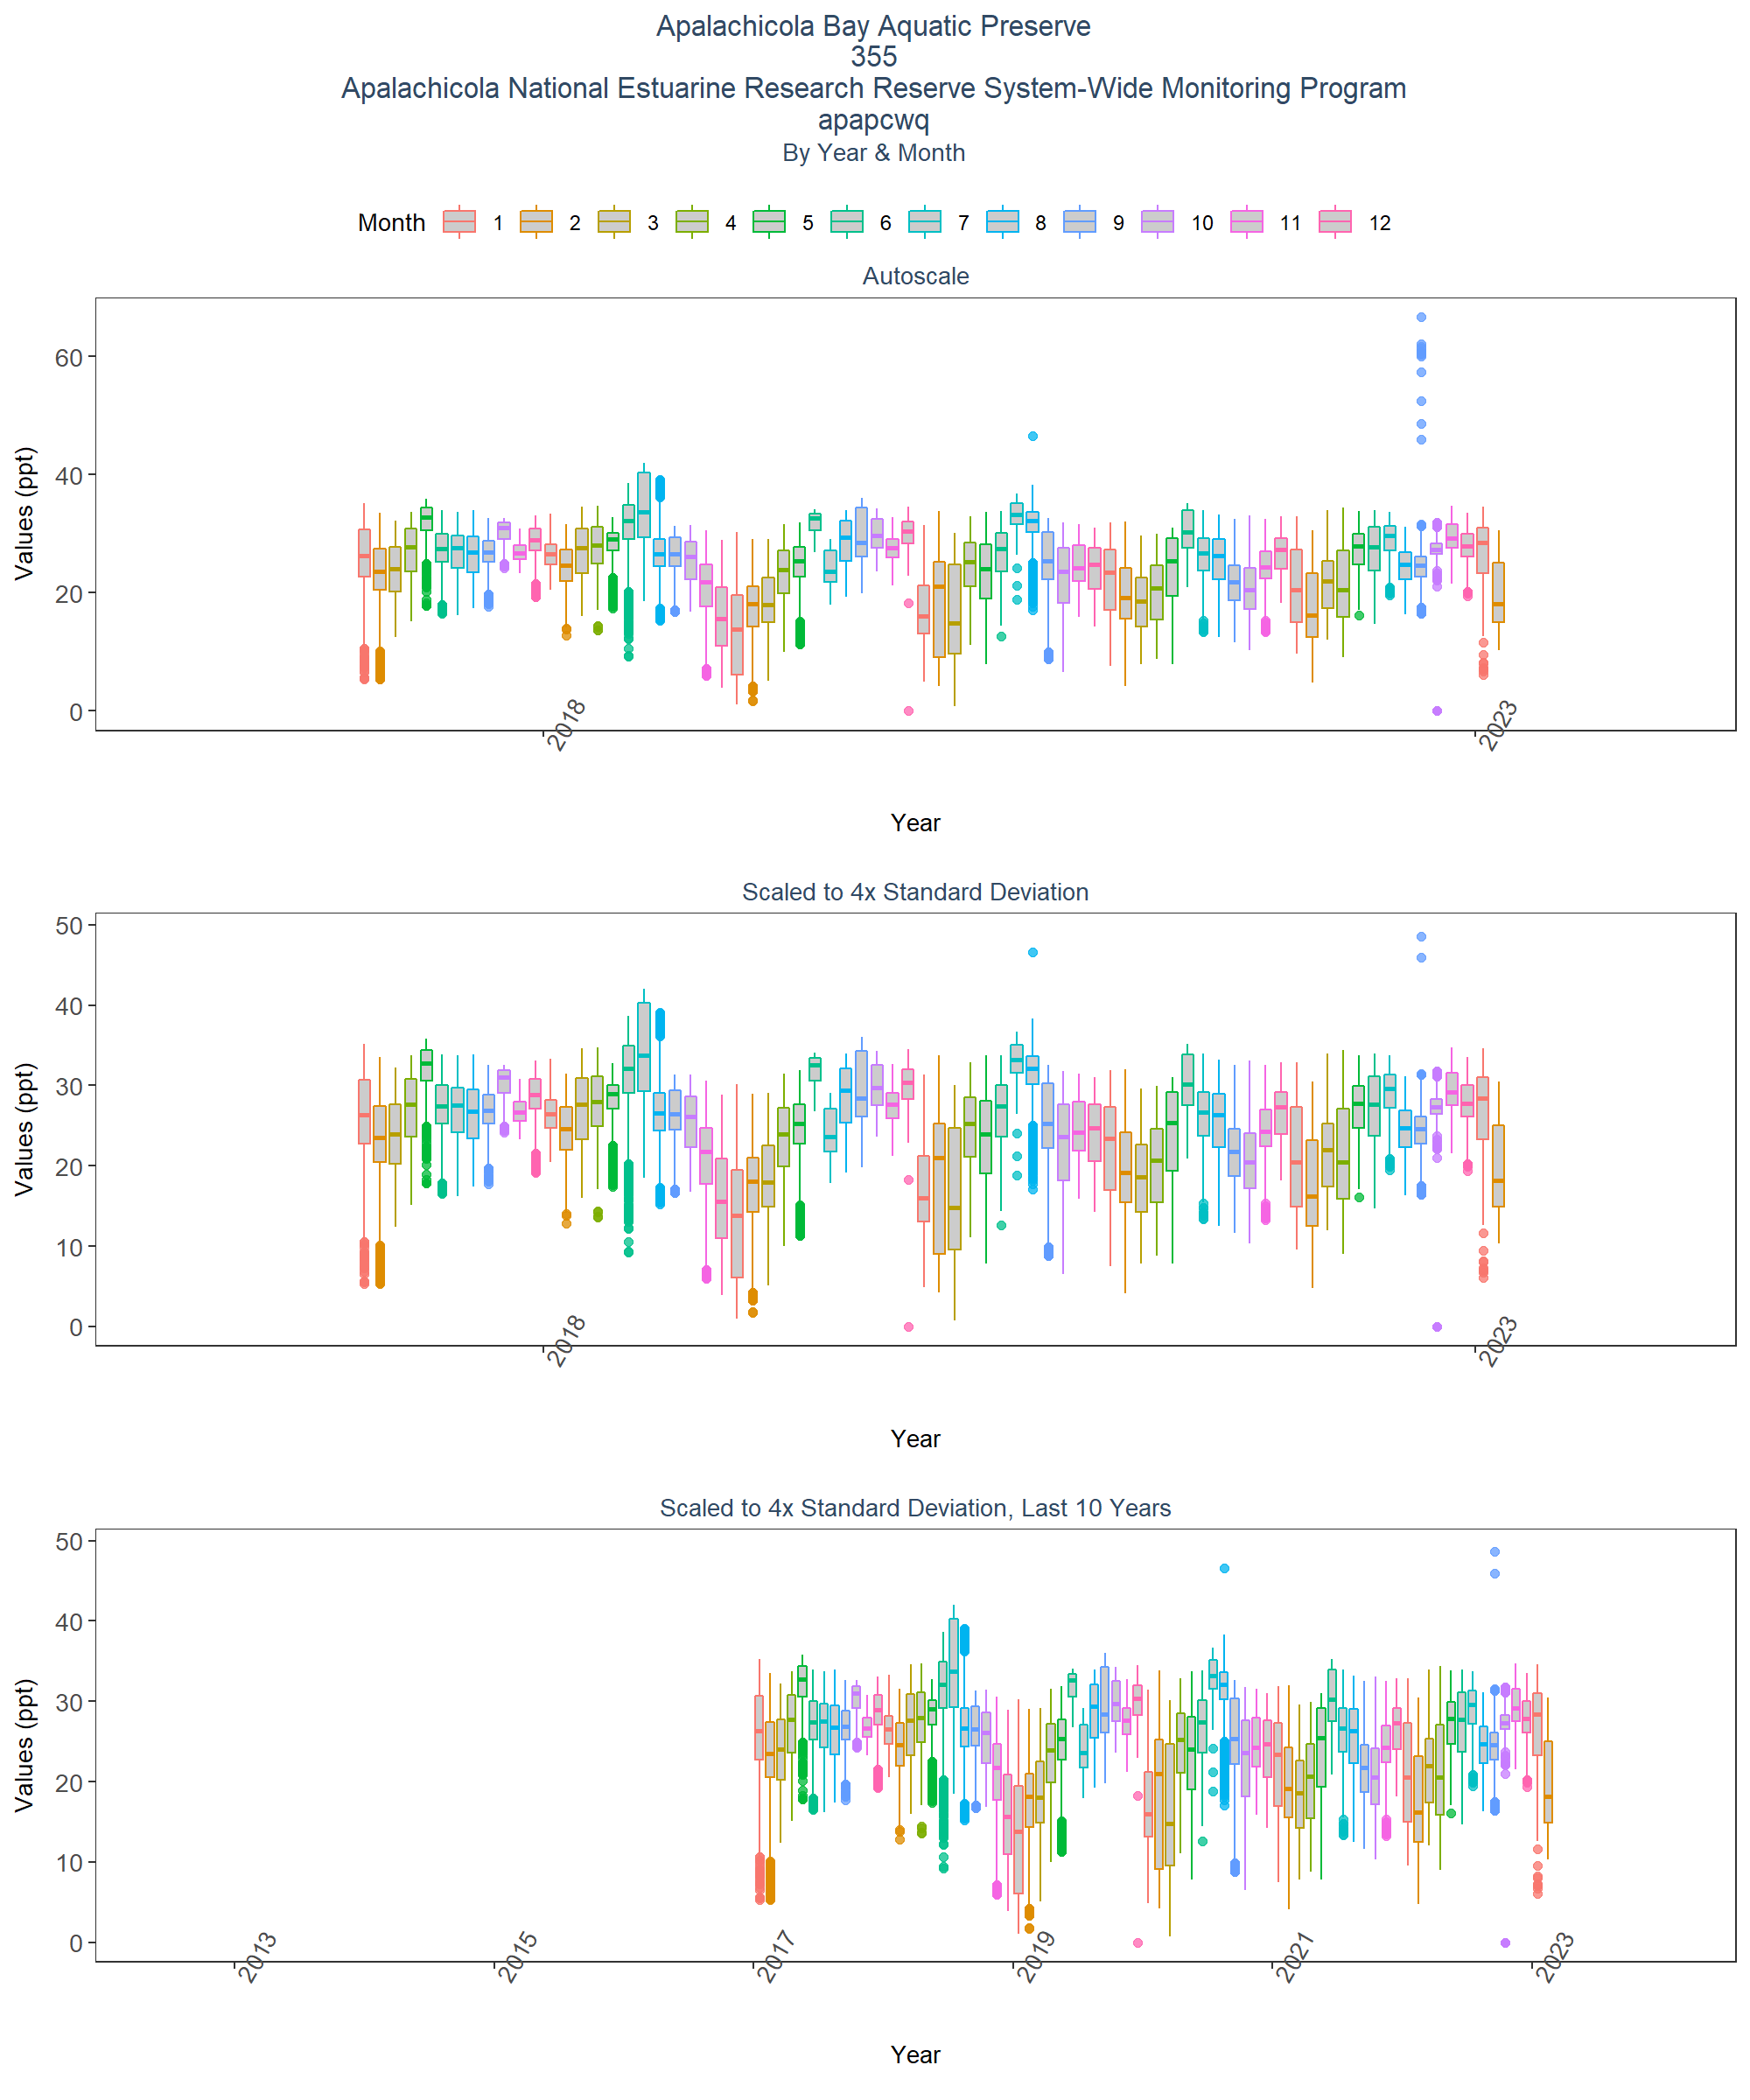 Apalachicola Bay Aquatic Preserve
355
Apalachicola National Estuarine Research Reserve System-Wide Monitoring Program
apapcwq
By Year & Month
Month 1 2 3 4 5 6 7 8 9 10 11 12
Autoscale
Values (ppt)
60
40
20
0
2018 2023
Year
Scaled to 4x Standard Deviation
Values (ppt)
50
40
30
20
10
0
2018 2023
Year
Scaled to 4x Standard Deviation, Last 10 Years
Values (ppt)
50
40
30
20
10
0
2013 2015 2017 2019 2021 2023
Year